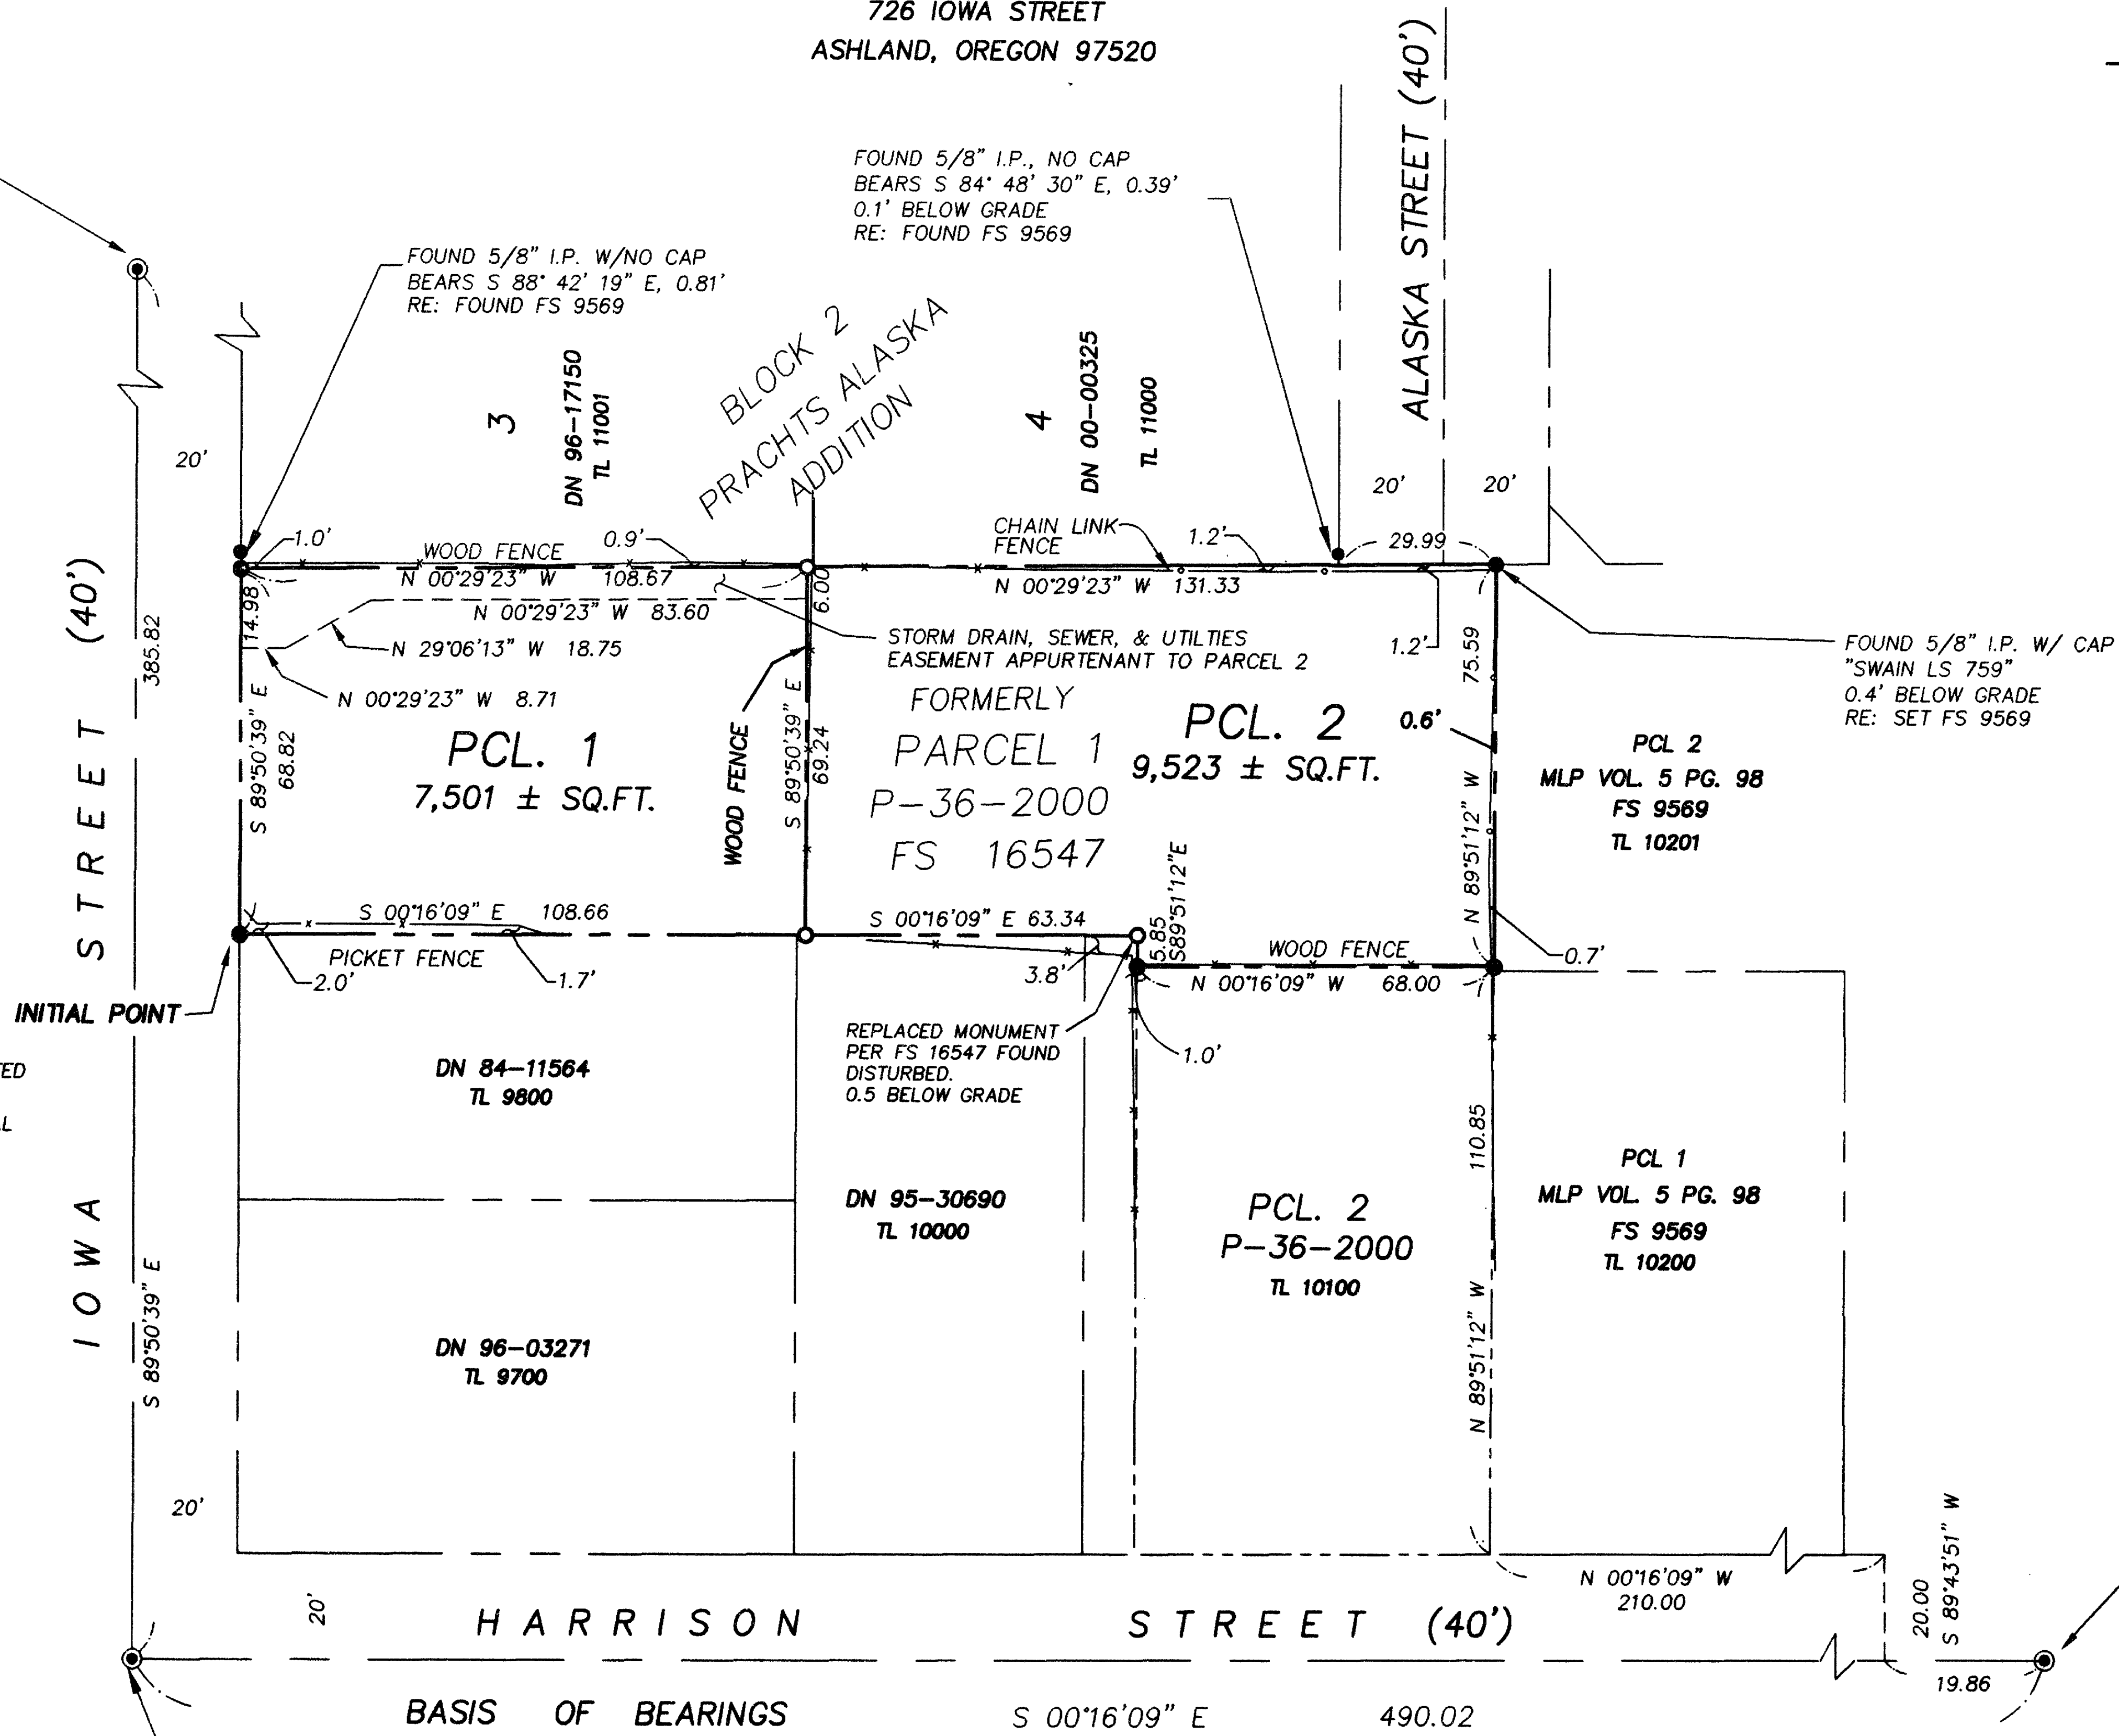 726 IOWA STREET
ASHLAND, OREGON 97520
ALASKA STREET (40')
FOUND 5/8" I.P., NO CAP
BEARS S 84° 48' 30" E, 0.39'
0.1' BELOW GRADE
RE: FOUND FS 9569
FOUND 5/8" I.P. W/NO CAP
BEARS S 88° 42' 19" E, 0.81'
RE: FOUND FS 9569
BLOCK 2
PRACHTS ALASKA
ADDITION
3
DN 96-17150
TL 11001
4
DN 00-00325
TL 11000
20'
20'
20'
29.99
1.0'
WOOD FENCE
0.9'
CHAIN LINK
FENCE
1.2'
N 00°29'23" W 108.67
N 00°29'23" W 131.33
14.98
6.00
N 00°29'23" W 83.60
N 29°06'13" W 18.75
N 00°29'23" W 8.71
STORM DRAIN, SEWER, & UTILTIES
EASEMENT APPURTENANT TO PARCEL 2
1.2'
75.59
FOUND 5/8" I.P. W/ CAP
"SWAIN LS 759"
0.4' BELOW GRADE
RE: SET FS 9569
385.82
IOWA STREET (40')
S 89°50'39" E
68.82
PCL. 1
7,501 ± SQ.FT.
WOOD FENCE
S 89°50'39" E
69.24
FORMERLY
PARCEL 1
P-36-2000
FS 16547
PCL. 2
9,523 ± SQ.FT.
0.6'
N 89°51'12" W
PCL 2
MLP VOL. 5 PG. 98
FS 9569
TL 10201
S 00°16'09" E 108.66
PICKET FENCE
2.0'
1.7'
S 00°16'09" E 63.34
3.8'
5.85
S89°51'12"E
WOOD FENCE
N 00°16'09" W 68.00
0.7'
1.0'
INITIAL POINT
REPLACED MONUMENT
PER FS 16547 FOUND
DISTURBED.
0.5 BELOW GRADE
TED
L
DN 84-11564
TL 9800
DN 95-30690
TL 10000
PCL. 2
P-36-2000
TL 10100
110.85
N 89°51'12" W
PCL 1
MLP VOL. 5 PG. 98
FS 9569
TL 10200
S 89°50'39" E
DN 96-03271
TL 9700
20'
20'
HARRISON STREET (40')
N 00°16'09" W
210.00
20.00
S 89°43'51" W
19.86
BASIS OF BEARINGS S 00°16'09" E 490.02